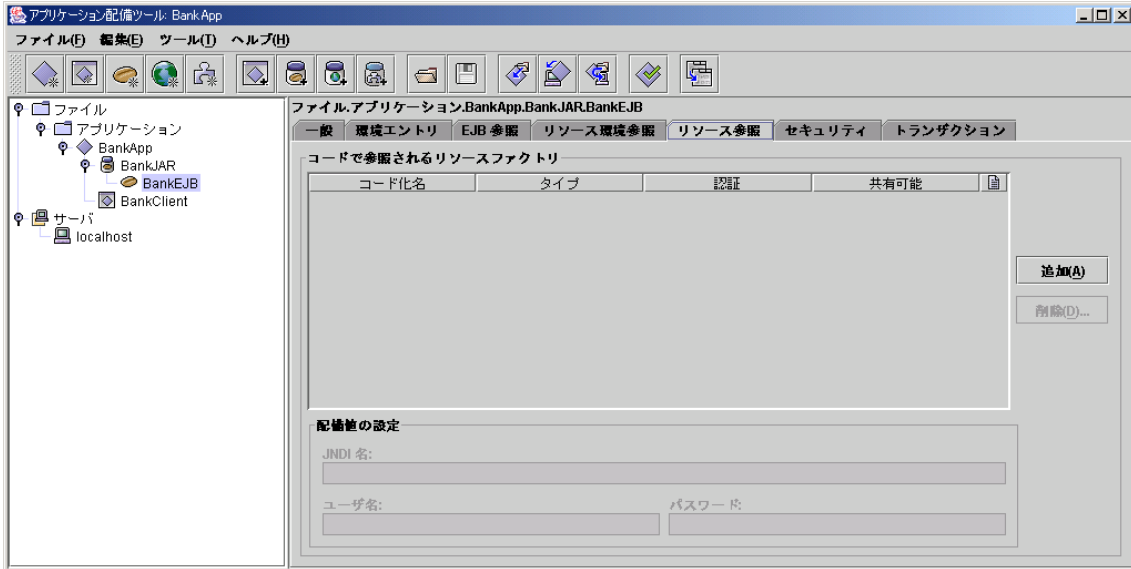 アプリケーション配備ツール: BankApp
ファイル(F) 編集(E) ツール(T) ヘルプ(H)
ファイル
アプリケーション
BankApp
BankJAR
BankEJB
BankClient
サーバ
localhost
ファイル.アプリケーション.BankApp.BankJAR.BankEJB
一般 環境エントリ EJB 参照 リソース環境参照 リソース参照 セキュリティ トランザクション
コードで参照されるリソースファクトリ
コード化名 タイプ 認証 共有可能
追加(A)
削除(D)...
配備値の設定
JNDI 名:
ユーザ名: パスワード: